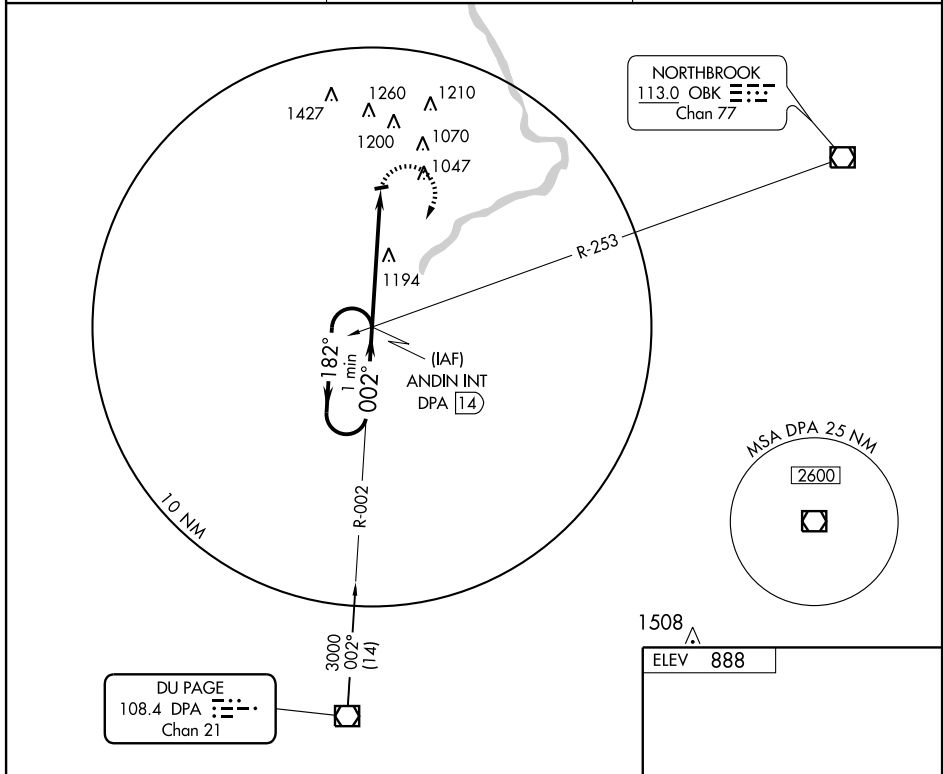 NORTHBROOK
113.0 OBK
Chan 77
1427
1260
1210
1200
1070
1047
R-253
1194
182°
1 min
002°
(IAF)
ANDIN INT
DPA 14
MSA DPA 25 NM
2600
R-002
10 NM
3000
002°
(14)
1508
ELEV 888
DU PAGE
108.4 DPA
Chan 21